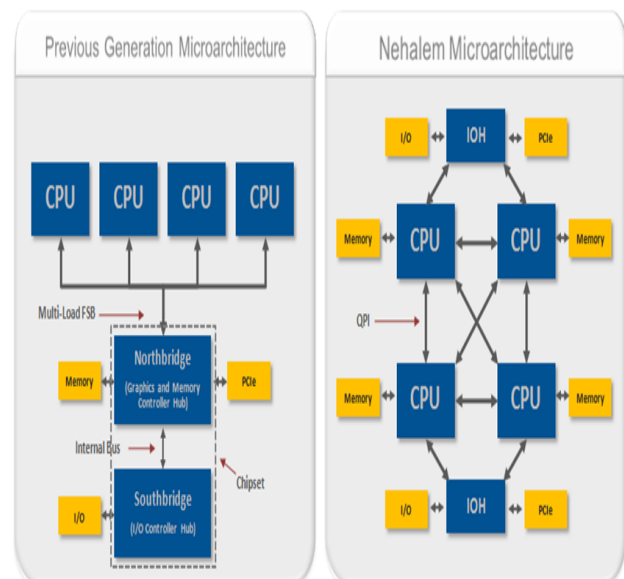 Previous Generation Microarchitecture
CPU
CPU
CPU
CPU
Multi-Load FSB
Northbridge
(Graphics and Memory
Controller Hub)
Memory
PCIe
Internal Bus
Chipset
Southbridge
(I/O Controller Hub)
I/O
Nehalem Microarchitecture
I/O
IOH
PCIe
Memory
CPU
CPU
Memory
QPI
Memory
CPU
CPU
Memory
I/O
IOH
PCIe